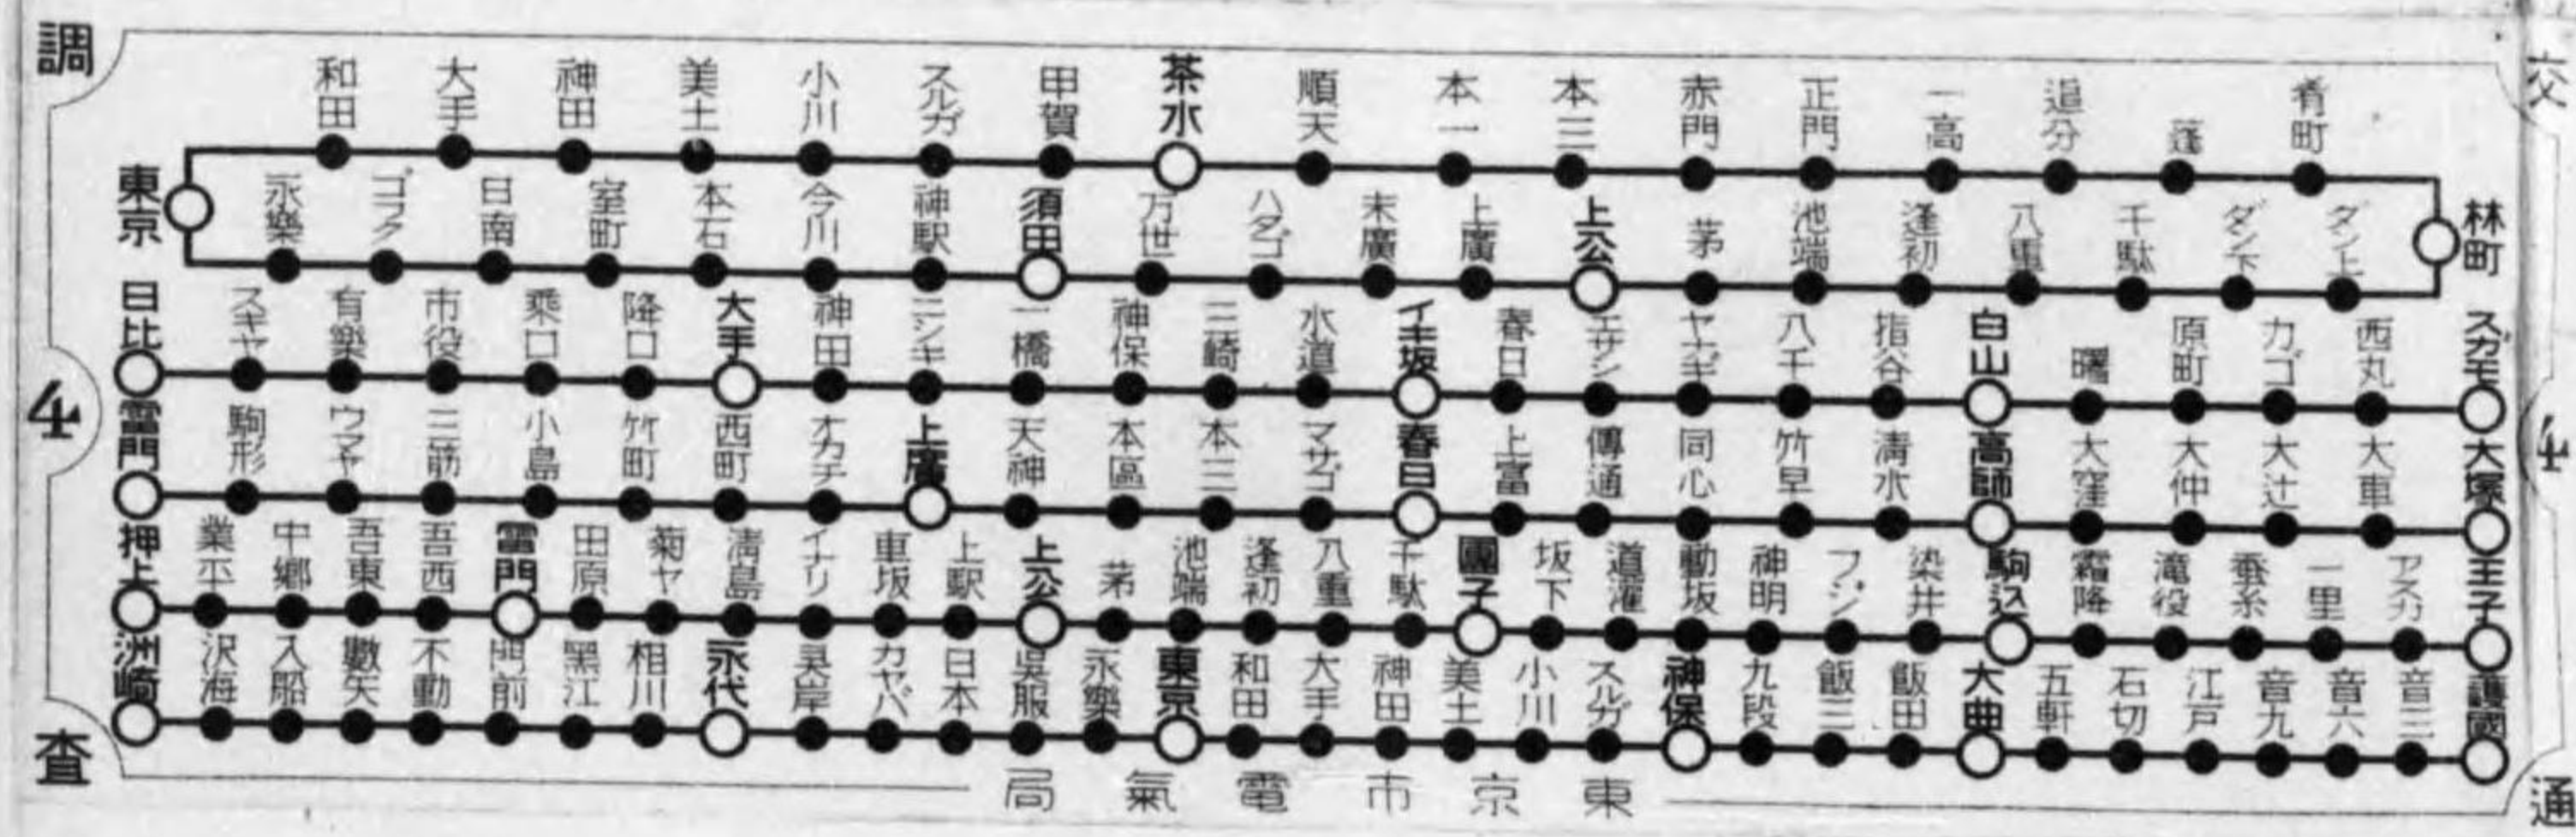 調
交
和田 大手 神田 美土 小川 スルガ 甲賀 茶水 順天 本一 本三 赤門 正門 一高 追分 蓬 肴町
東京
林町
永樂 ゴフク 日南 室町 本石 今川 神駅 須田 万世 ハタゴ 末廣 上廣 上公 茅 池端 逢初 八重 千駄 ダン下 ダン上
日比 スキヤ 有樂 市役 乗口 降口 大手 神田 ニシキ 一橋 神保 三崎 水道 イキ坂 春日 エサシ ヤナギ 八千 指谷 白山 曙 原町 カゴ 西丸 スガモ
4
4
雷門 駒形 ウマヤ 三筋 小島 竹町 西町 オカチ 上廣 天神 本區 本三 マサゴ 春日 上富 傳通 同心 竹早 清水 高師 大窪 大仲 大辻 大車 大塚
押上 業平 中郷 吾東 吾西 雷門 田原 菊ヤ 清島 イナリ 車坂 上駅 上公 茅 池端 逢初 八重 千駄 團子 坂下 道灌 動坂 神明 フジ 染井 駒込 霜降 滝役 蚕糸 一里 アスカ 王子
洲崎 沢海 入船 數矢 不動 門前 黑江 相川 永代 灵岸 カヤバ 日本 呉服 永樂 東京 和田 大手 神田 美土 小川 スルガ 神保 九段 飯三 飯田 大曲 五軒 石切 江戸 音九 音六 音三 護國
査
局氣電市京東
通